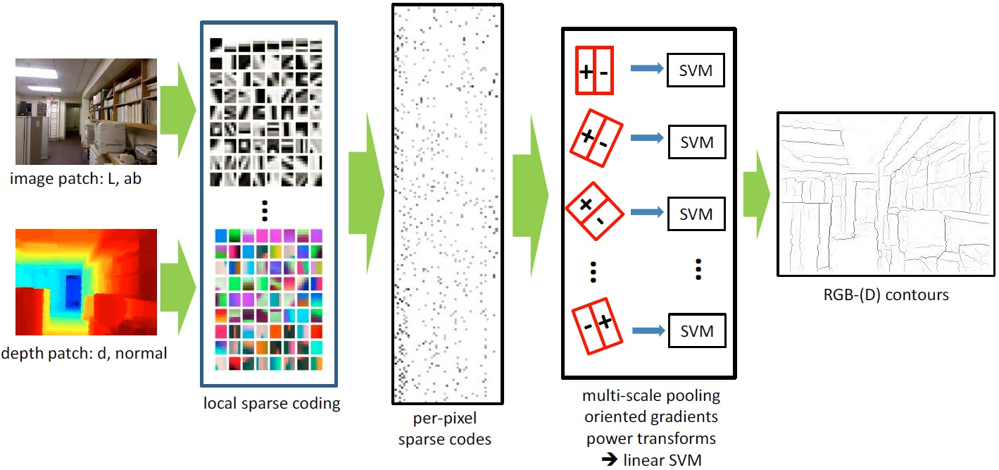 image patch: L, ab
depth patch: d, normal
local sparse coding
per-pixel
sparse codes
+ - SVM
+ - SVM
+ - SVM
- + SVM
multi-scale pooling
oriented gradients
power transforms
➔ linear SVM
RGB-(D) contours